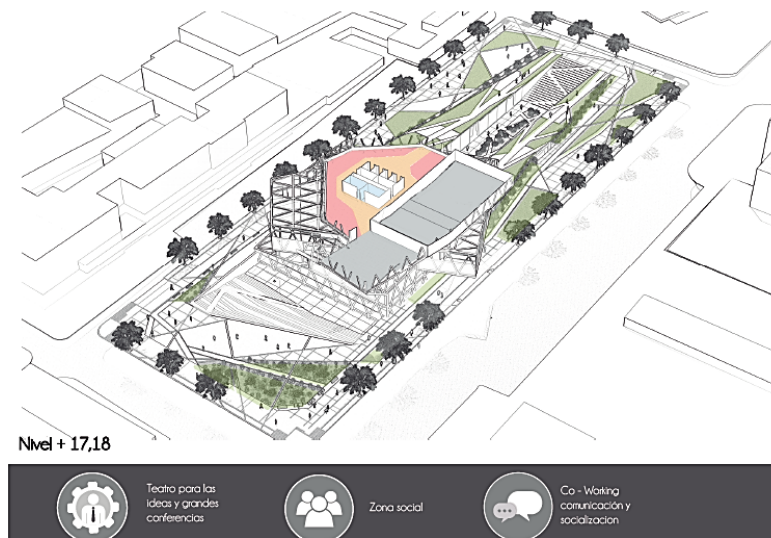 Nivel + 17,18
Teatro para las
ideas y grandes
conferencias
Zona social
Co - Working
comunicación y
socializacion